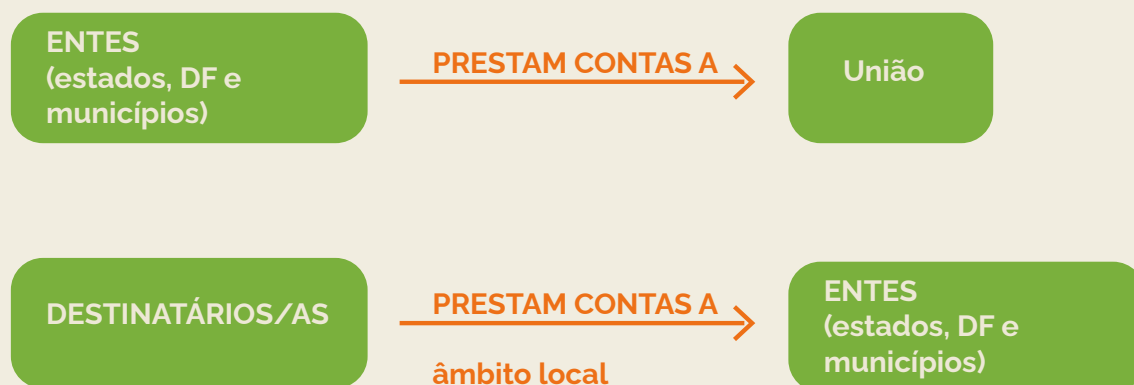 ENTES
(estados, DF e
municípios)
PRESTAM CONTAS A
União
DESTINATÁRIOS/AS
PRESTAM CONTAS A
âmbito local
ENTES
(estados, DF e
municípios)